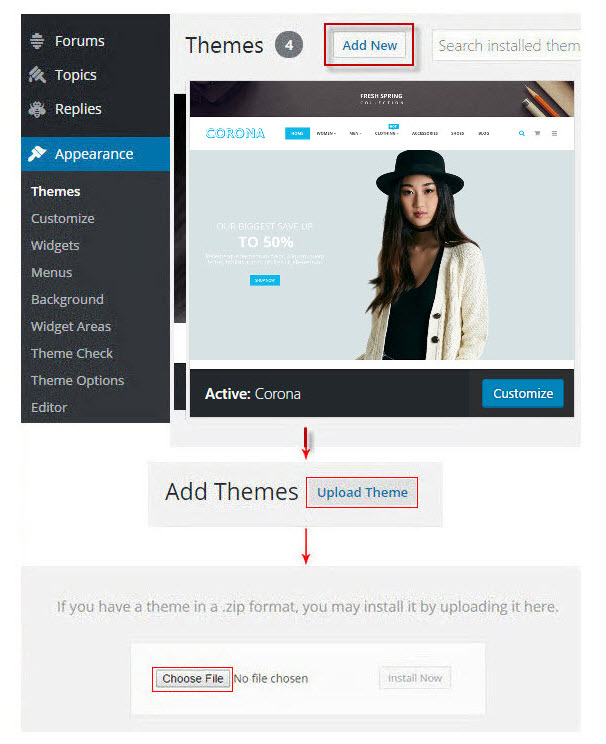 Forums
Topics
Replies
Appearance
Themes
Customize
Widgets
Menus
Background
Widget Areas
Theme Check
Theme Options
Editor
Themes 4 Add New Search installed them
FRESH SPRING
COLLECTION
CORONA HOME WOMEN MEN CLOTHING HOT ACCESSORIES SHOES BLOG
OUR BIGGEST SAVE UP
TO 50%
SHOP NOW
Active: Corona Customize
Add Themes Upload Theme
If you have a theme in a .zip format, you may install it by uploading it here.
Choose File No file chosen Install Now